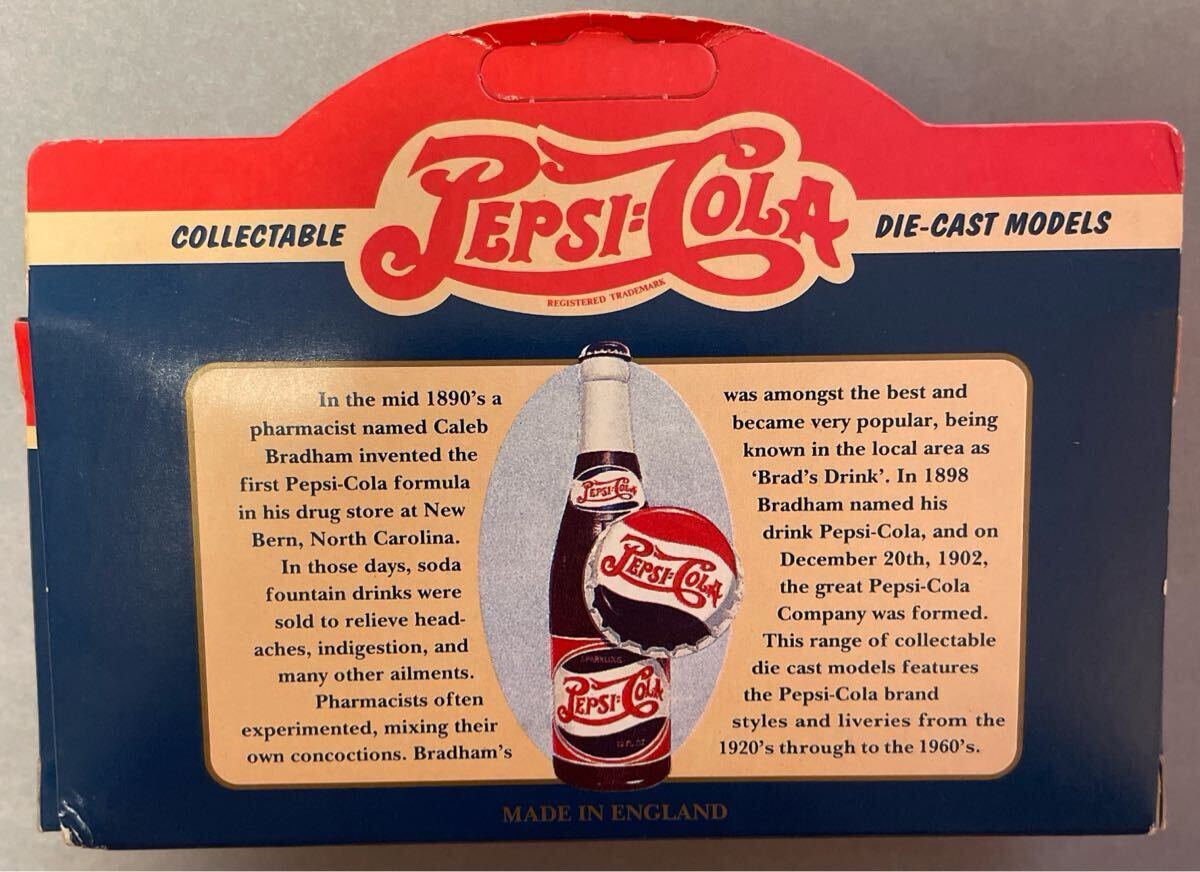 COLLECTABLE
PEPSI=COLA
DIE-CAST MODELS
REGISTERED TRADEMARK
In the mid 1890's a
pharmacist named Caleb
Bradham invented the
first Pepsi-Cola formula
in his drug store at New
Bern, North Carolina.
In those days, soda
fountain drinks were
sold to relieve head-
aches, indigestion, and
many other ailments.
Pharmacists often
experimented, mixing their
own concoctions. Bradham's
PEPSI=COLA
PEPSI=COLA
SPARKLING
PEPSI=COLA
12 FL. OZ.
was amongst the best and
became very popular, being
known in the local area as
'Brad's Drink'. In 1898
Bradham named his
drink Pepsi-Cola, and on
December 20th, 1902,
the great Pepsi-Cola
Company was formed.
This range of collectable
die cast models features
the Pepsi-Cola brand
styles and liveries from the
1920's through to the 1960's.
MADE IN ENGLAND